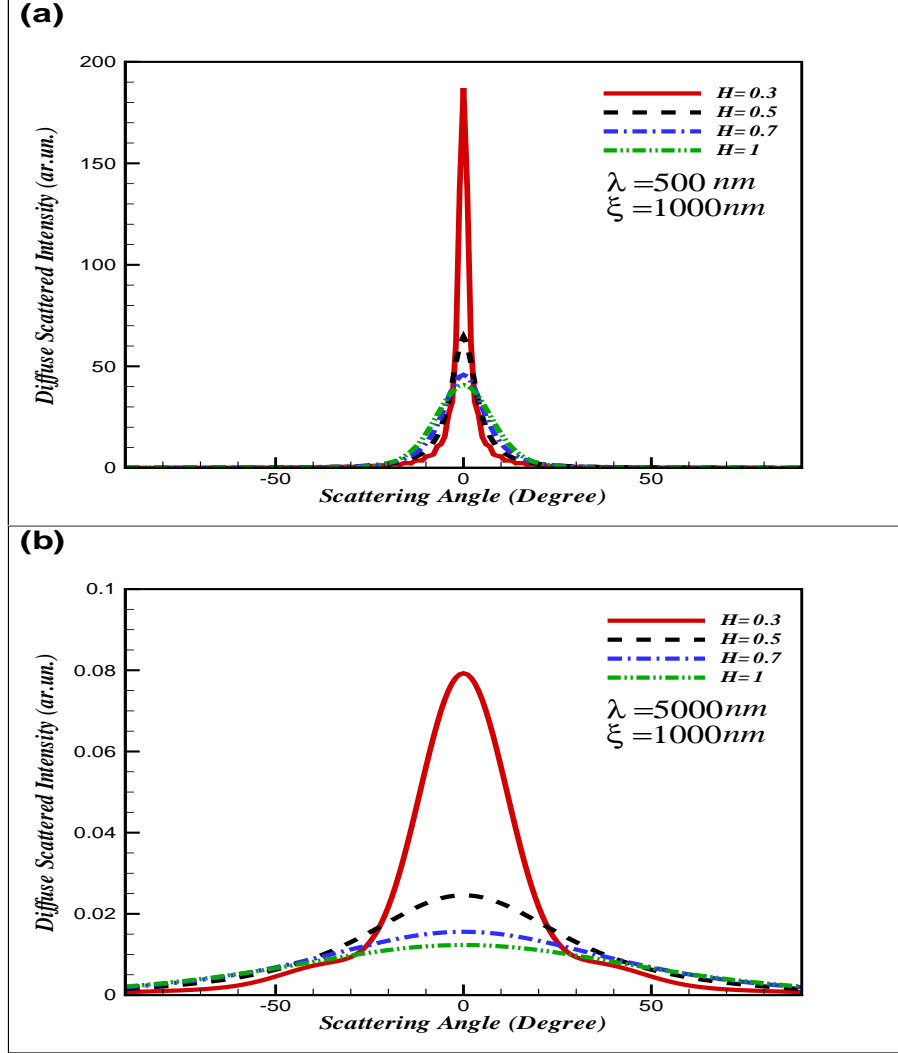 (a)
200
150
100
50
0
-50
0
50
Diffuse Scattered Intensity (ar.un.)
Scattering Angle (Degree)
H= 0.3
H= 0.5
H= 0.7
H= 1
λ =500 nm
ξ =1000nm
(b)
0.1
0.08
0.06
0.04
0.02
0
-50
0
50
Diffuse Scattered Intensity (ar.un.)
Scattering Angle (Degree)
H= 0.3
H= 0.5
H= 0.7
H= 1
λ =5000nm
ξ =1000nm